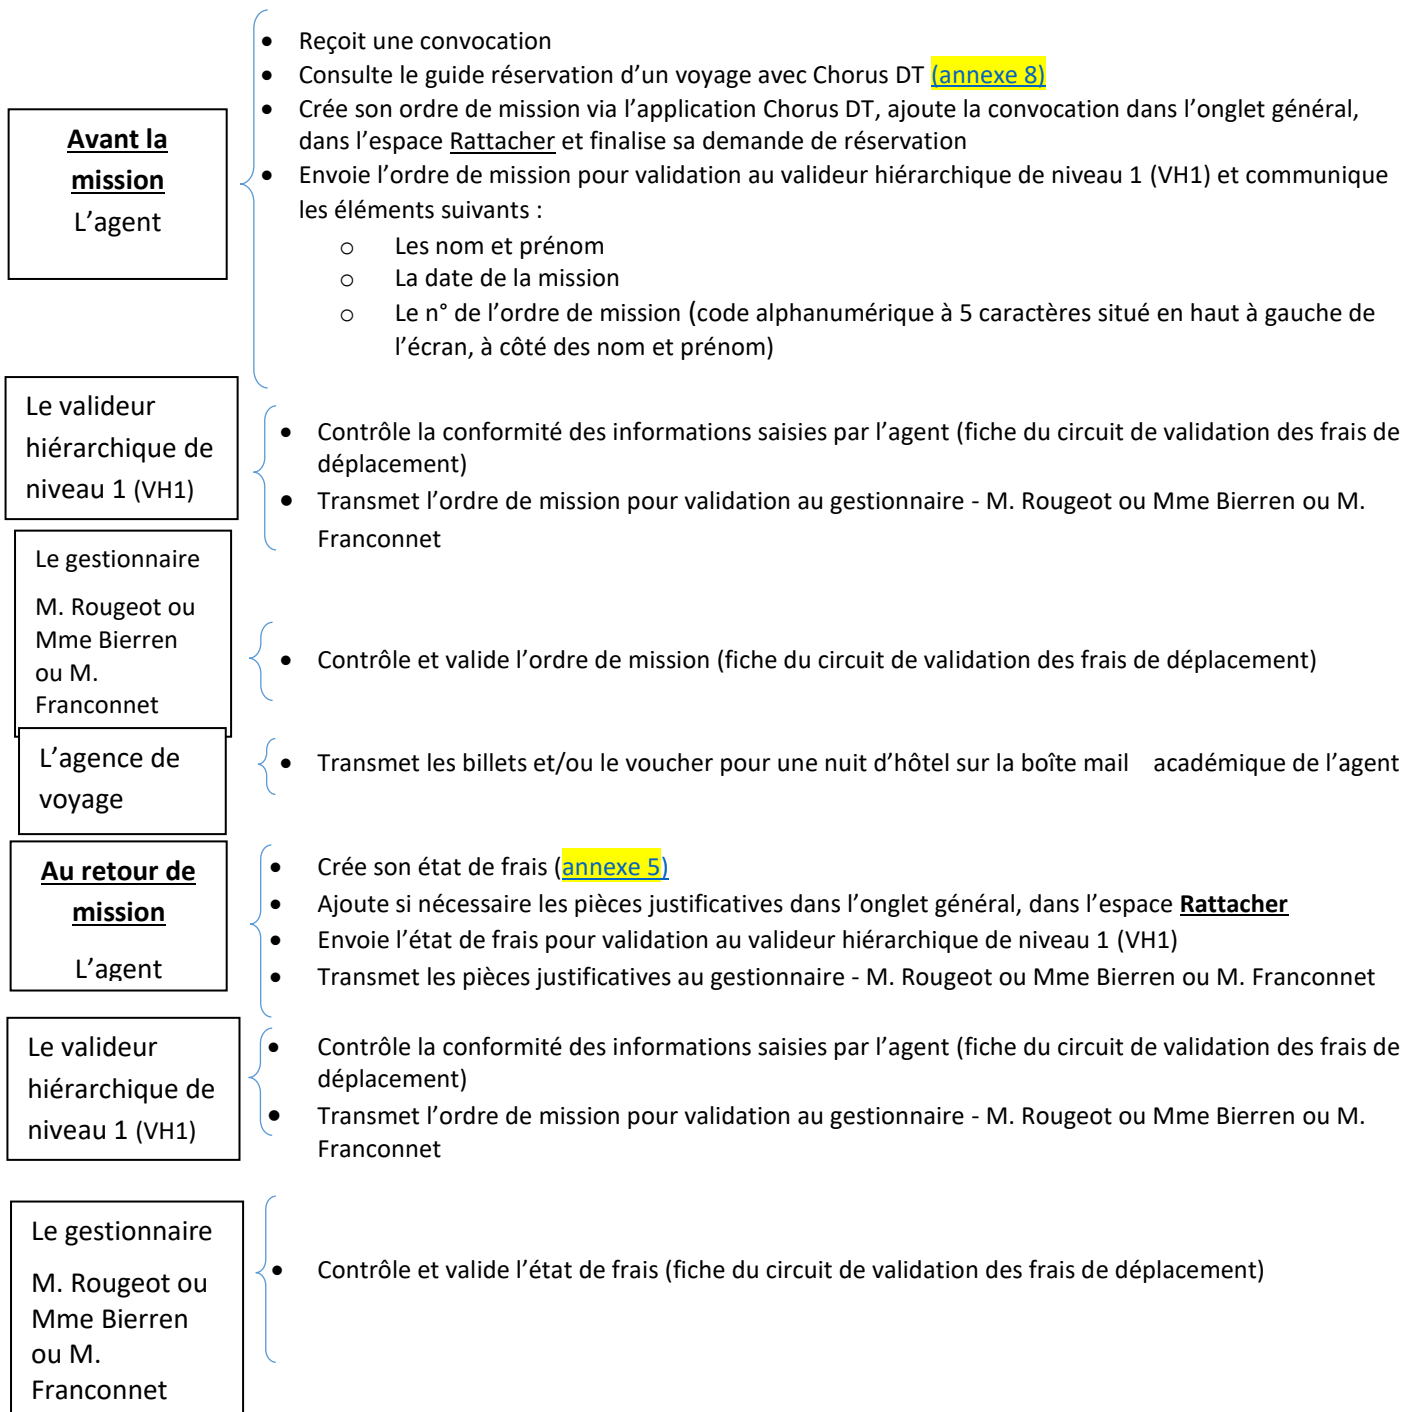 Avant la
mission
L’agent
• Reçoit une convocation
• Consulte le guide réservation d’un voyage avec Chorus DT (annexe 8)
• Crée son ordre de mission via l’application Chorus DT, ajoute la convocation dans l’onglet général,
dans l’espace Rattacher et finalise sa demande de réservation
• Envoie l’ordre de mission pour validation au valideur hiérarchique de niveau 1 (VH1) et communique
les éléments suivants :
o Les nom et prénom
o La date de la mission
o Le n° de l’ordre de mission (code alphanumérique à 5 caractères situé en haut à gauche de
l’écran, à côté des nom et prénom)
Le valideur
hiérarchique de
niveau 1 (VH1)
• Contrôle la conformité des informations saisies par l’agent (fiche du circuit de validation des frais de
déplacement)
• Transmet l’ordre de mission pour validation au gestionnaire - M. Rougeot ou Mme Bierren ou M.
Franconnet
Le gestionnaire
M. Rougeot ou
Mme Bierren
ou M.
Franconnet
• Contrôle et valide l’ordre de mission (fiche du circuit de validation des frais de déplacement)
L’agence de
voyage
• Transmet les billets et/ou le voucher pour une nuit d’hôtel sur la boîte mail académique de l’agent
Au retour de
mission
L’agent
• Crée son état de frais (annexe 5)
• Ajoute si nécessaire les pièces justificatives dans l’onglet général, dans l’espace Rattacher
• Envoie l’état de frais pour validation au valideur hiérarchique de niveau 1 (VH1)
• Transmet les pièces justificatives au gestionnaire - M. Rougeot ou Mme Bierren ou M. Franconnet
Le valideur
hiérarchique de
niveau 1 (VH1)
• Contrôle la conformité des informations saisies par l’agent (fiche du circuit de validation des frais de
déplacement)
• Transmet l’ordre de mission pour validation au gestionnaire - M. Rougeot ou Mme Bierren ou M.
Franconnet
Le gestionnaire
M. Rougeot ou
Mme Bierren
ou M.
Franconnet
• Contrôle et valide l’état de frais (fiche du circuit de validation des frais de déplacement)